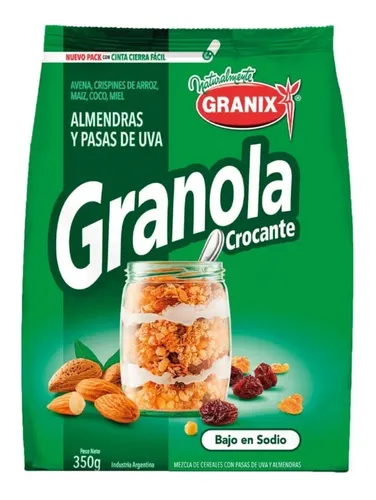 NUEVO PACK CON CINTA CIERRA FÁCIL
AVENA, CRISPINES DE ARROZ,
MAIZ, COCO, MIEL
ALMENDRAS
Y PASAS DE UVA
Naturalmente
GRANIX
Granola
Crocante
Bajo en Sodio
Peso Neto
350g
Industria Argentina
MEZCLA DE CEREALES CON PASAS DE UVA Y ALMENDRAS